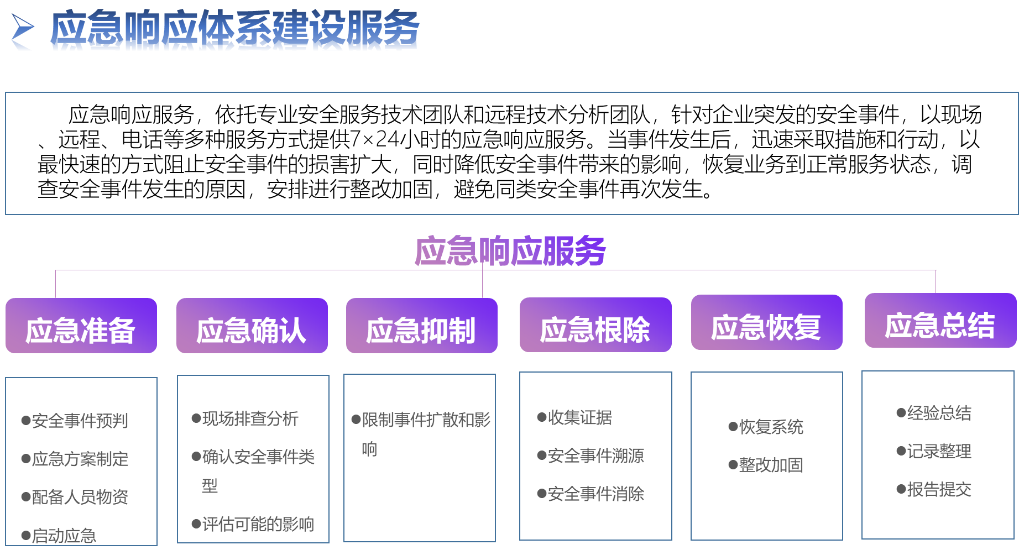 应急响应体系建设服务
应急响应服务，依托专业安全服务技术团队和远程技术分析团队，针对企业突发的安全事件，以现场
、远程、电话等多种服务方式提供7×24小时的应急响应服务。当事件发生后，迅速采取措施和行动，以
最快速的方式阻止安全事件的损害扩大，同时降低安全事件带来的影响，恢复业务到正常服务状态，调
查安全事件发生的原因，安排进行整改加固，避免同类安全事件再次发生。
应急响应服务
应急准备
●安全事件预判
●应急方案制定
●配备人员物资
●启动应急
应急确认
●现场排查分析
●确认安全事件类
型
●评估可能的影响
应急抑制
●限制事件扩散和影
响
应急根除
●收集证据
●安全事件溯源
●安全事件消除
应急恢复
●恢复系统
●整改加固
应急总结
●经验总结
●记录整理
●报告提交